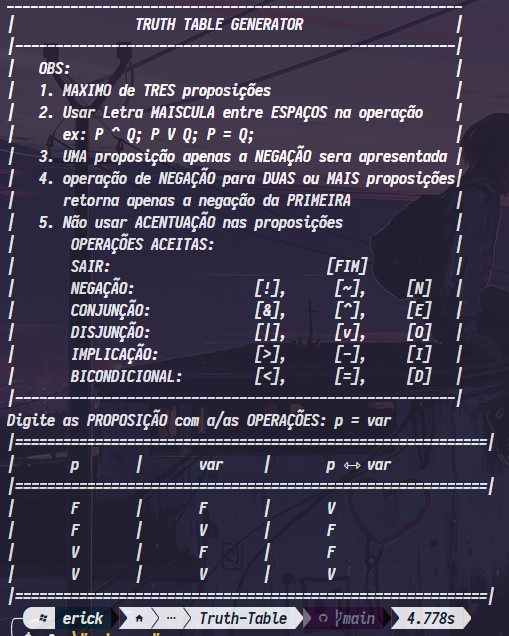 TRUTH TABLE GENERATOR
OBS:
1. MAXIMO de TRES proposições
2. Usar Letra MAISCULA entre ESPAÇOS na operação
ex: P ^ Q; P V Q; P = Q;
3. UMA proposição apenas a NEGAÇÃO sera apresentada
4. operação de NEGAÇÃO para DUAS ou MAIS proposições
retorna apenas a negação da PRIMEIRA
5. Não usar ACENTUAÇÃO nas proposições
OPERAÇÕES ACEITAS:
SAIR: [FIM]
NEGAÇÃO: [!], [~], [N]
CONJUNÇÃO: [&], [^], [E]
DISJUNÇÃO: [|], [v], [O]
IMPLICAÇÃO: [>], [-], [I]
BICONDICIONAL: [<], [=], [D]
Digite as PROPOSIÇÃO com a/as OPERAÇÕES: p = var
p | var | p ↔ var
F | F | V
F | V | F
V | F | F
V | V | V
erick ··· Truth-Table main 4.778s